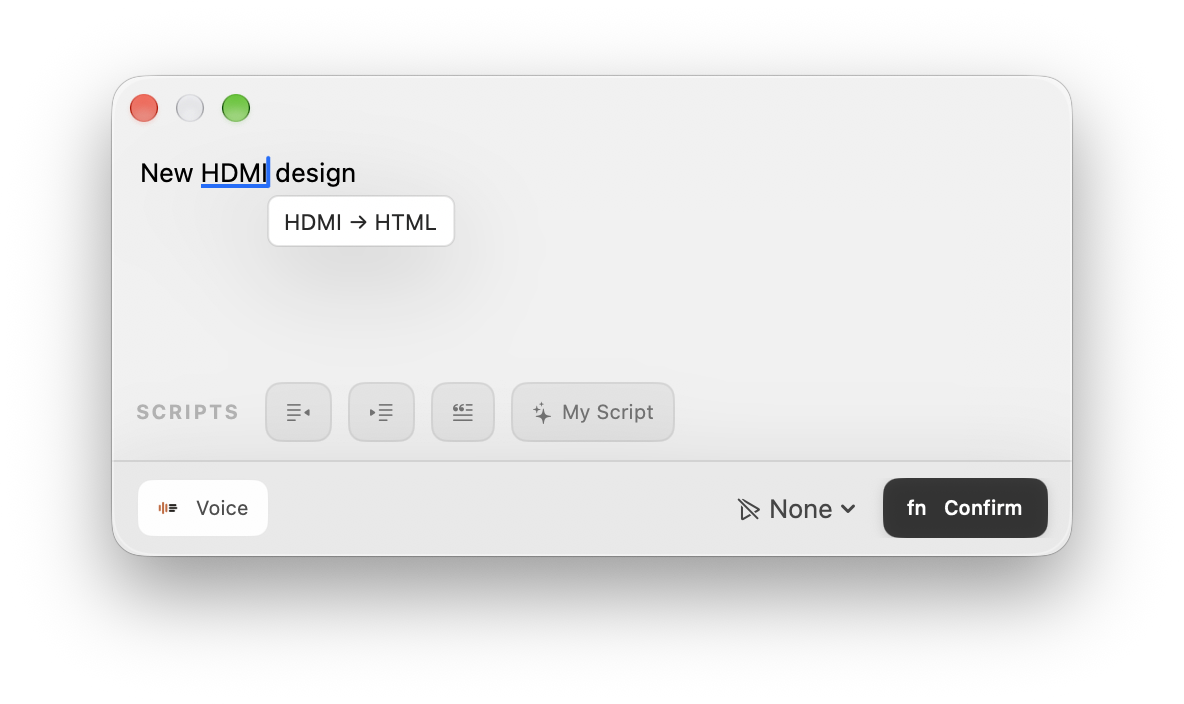 New HDMI design
HDMI → HTML
SCRIPTS My Script
Voice None fn Confirm